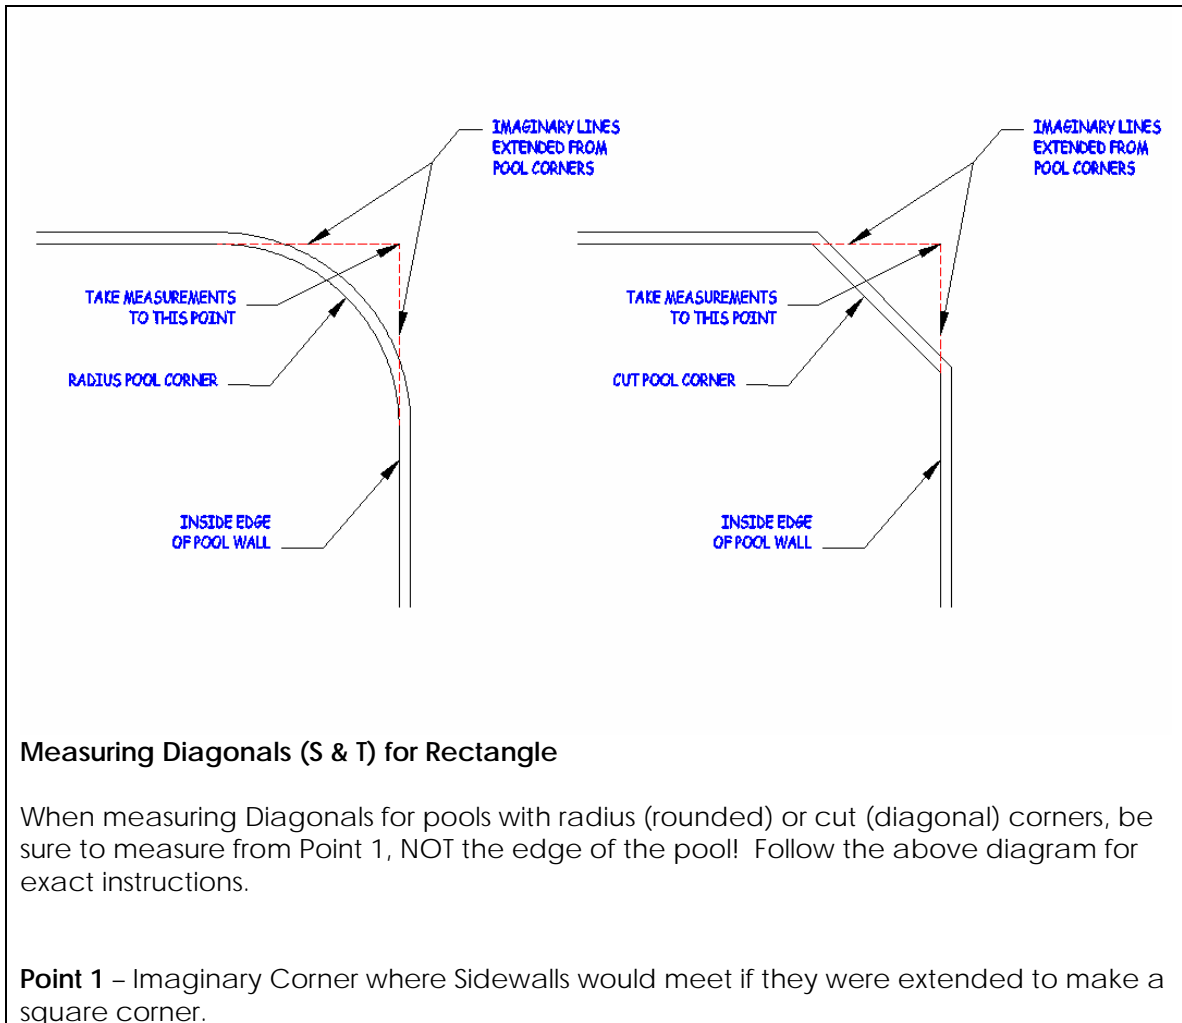 IMAGINARY LINES
EXTENDED FROM
POOL CORNERS
TAKE MEASUREMENTS
TO THIS POINT
RADIUS POOL CORNER
INSIDE EDGE
OF POOL WALL
IMAGINARY LINES
EXTENDED FROM
POOL CORNERS
TAKE MEASUREMENTS
TO THIS POINT
CUT POOL CORNER
INSIDE EDGE
OF POOL WALL
Measuring Diagonals (S & T) for Rectangle
When measuring Diagonals for pools with radius (rounded) or cut (diagonal) corners, be
sure to measure from Point 1, NOT the edge of the pool!  Follow the above diagram for
exact instructions.
Point 1 – Imaginary Corner where Sidewalls would meet if they were extended to make a
square corner.